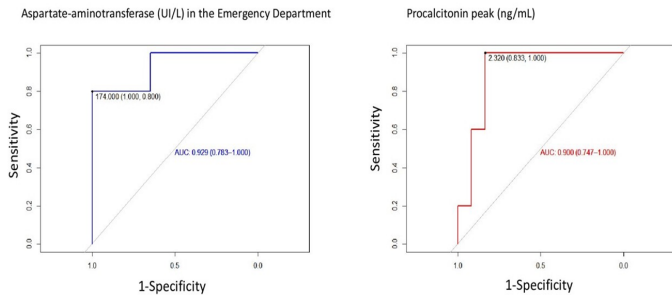 Aspartate-aminotransferase (UI/L) in the Emergency Department
Sensitivity
1.0
0.8
0.6
0.4
0.2
0.0
174.000 (1.000, 0.800)
AUC: 0.929 (0.783–1.000)
1.0 0.5 0.0
1-Specificity
Procalcitonin peak (ng/mL)
Sensitivity
1.0
0.8
0.6
0.4
0.2
0.0
2.320 (0.833, 1.000)
AUC: 0.900 (0.747–1.000)
1.0 0.5 0.0
1-Specificity